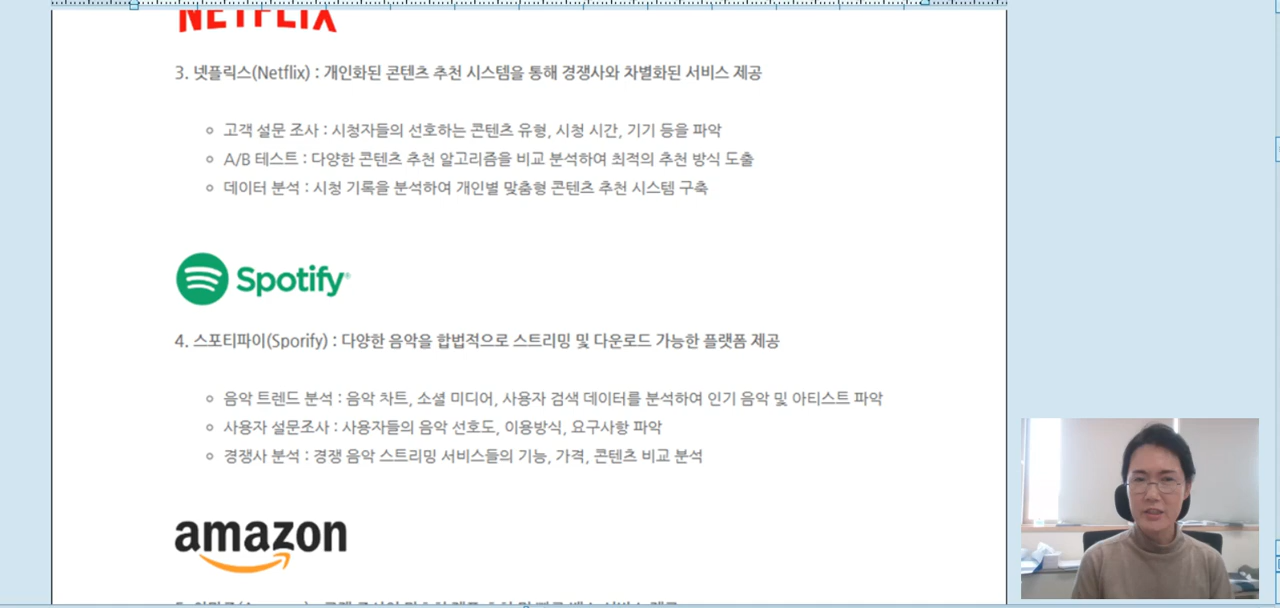 NETFLIX
3. 넷플릭스(Netflix) : 개인화된 콘텐츠 추천 시스템을 통해 경쟁사와 차별화된 서비스 제공
고객 설문 조사 : 시청자들의 선호하는 콘텐츠 유형, 시청 시간, 기기 등을 파악
A/B 테스트 : 다양한 콘텐츠 추천 알고리즘을 비교 분석하여 최적의 추천 방식 도출
데이터 분석 : 시청 기록을 분석하여 개인별 맞춤형 콘텐츠 추천 시스템 구축
Spotify®
4. 스포티파이(Sporify) : 다양한 음악을 합법적으로 스트리밍 및 다운로드 가능한 플랫폼 제공
음악 트렌드 분석 : 음악 차트, 소셜 미디어, 사용자 검색 데이터를 분석하여 인기 음악 및 아티스트 파악
사용자 설문조사 : 사용자들의 음악 선호도, 이용방식, 요구사항 파악
경쟁사 분석 : 경쟁 음악 스트리밍 서비스들의 기능, 가격, 콘텐츠 비교 분석
amazon